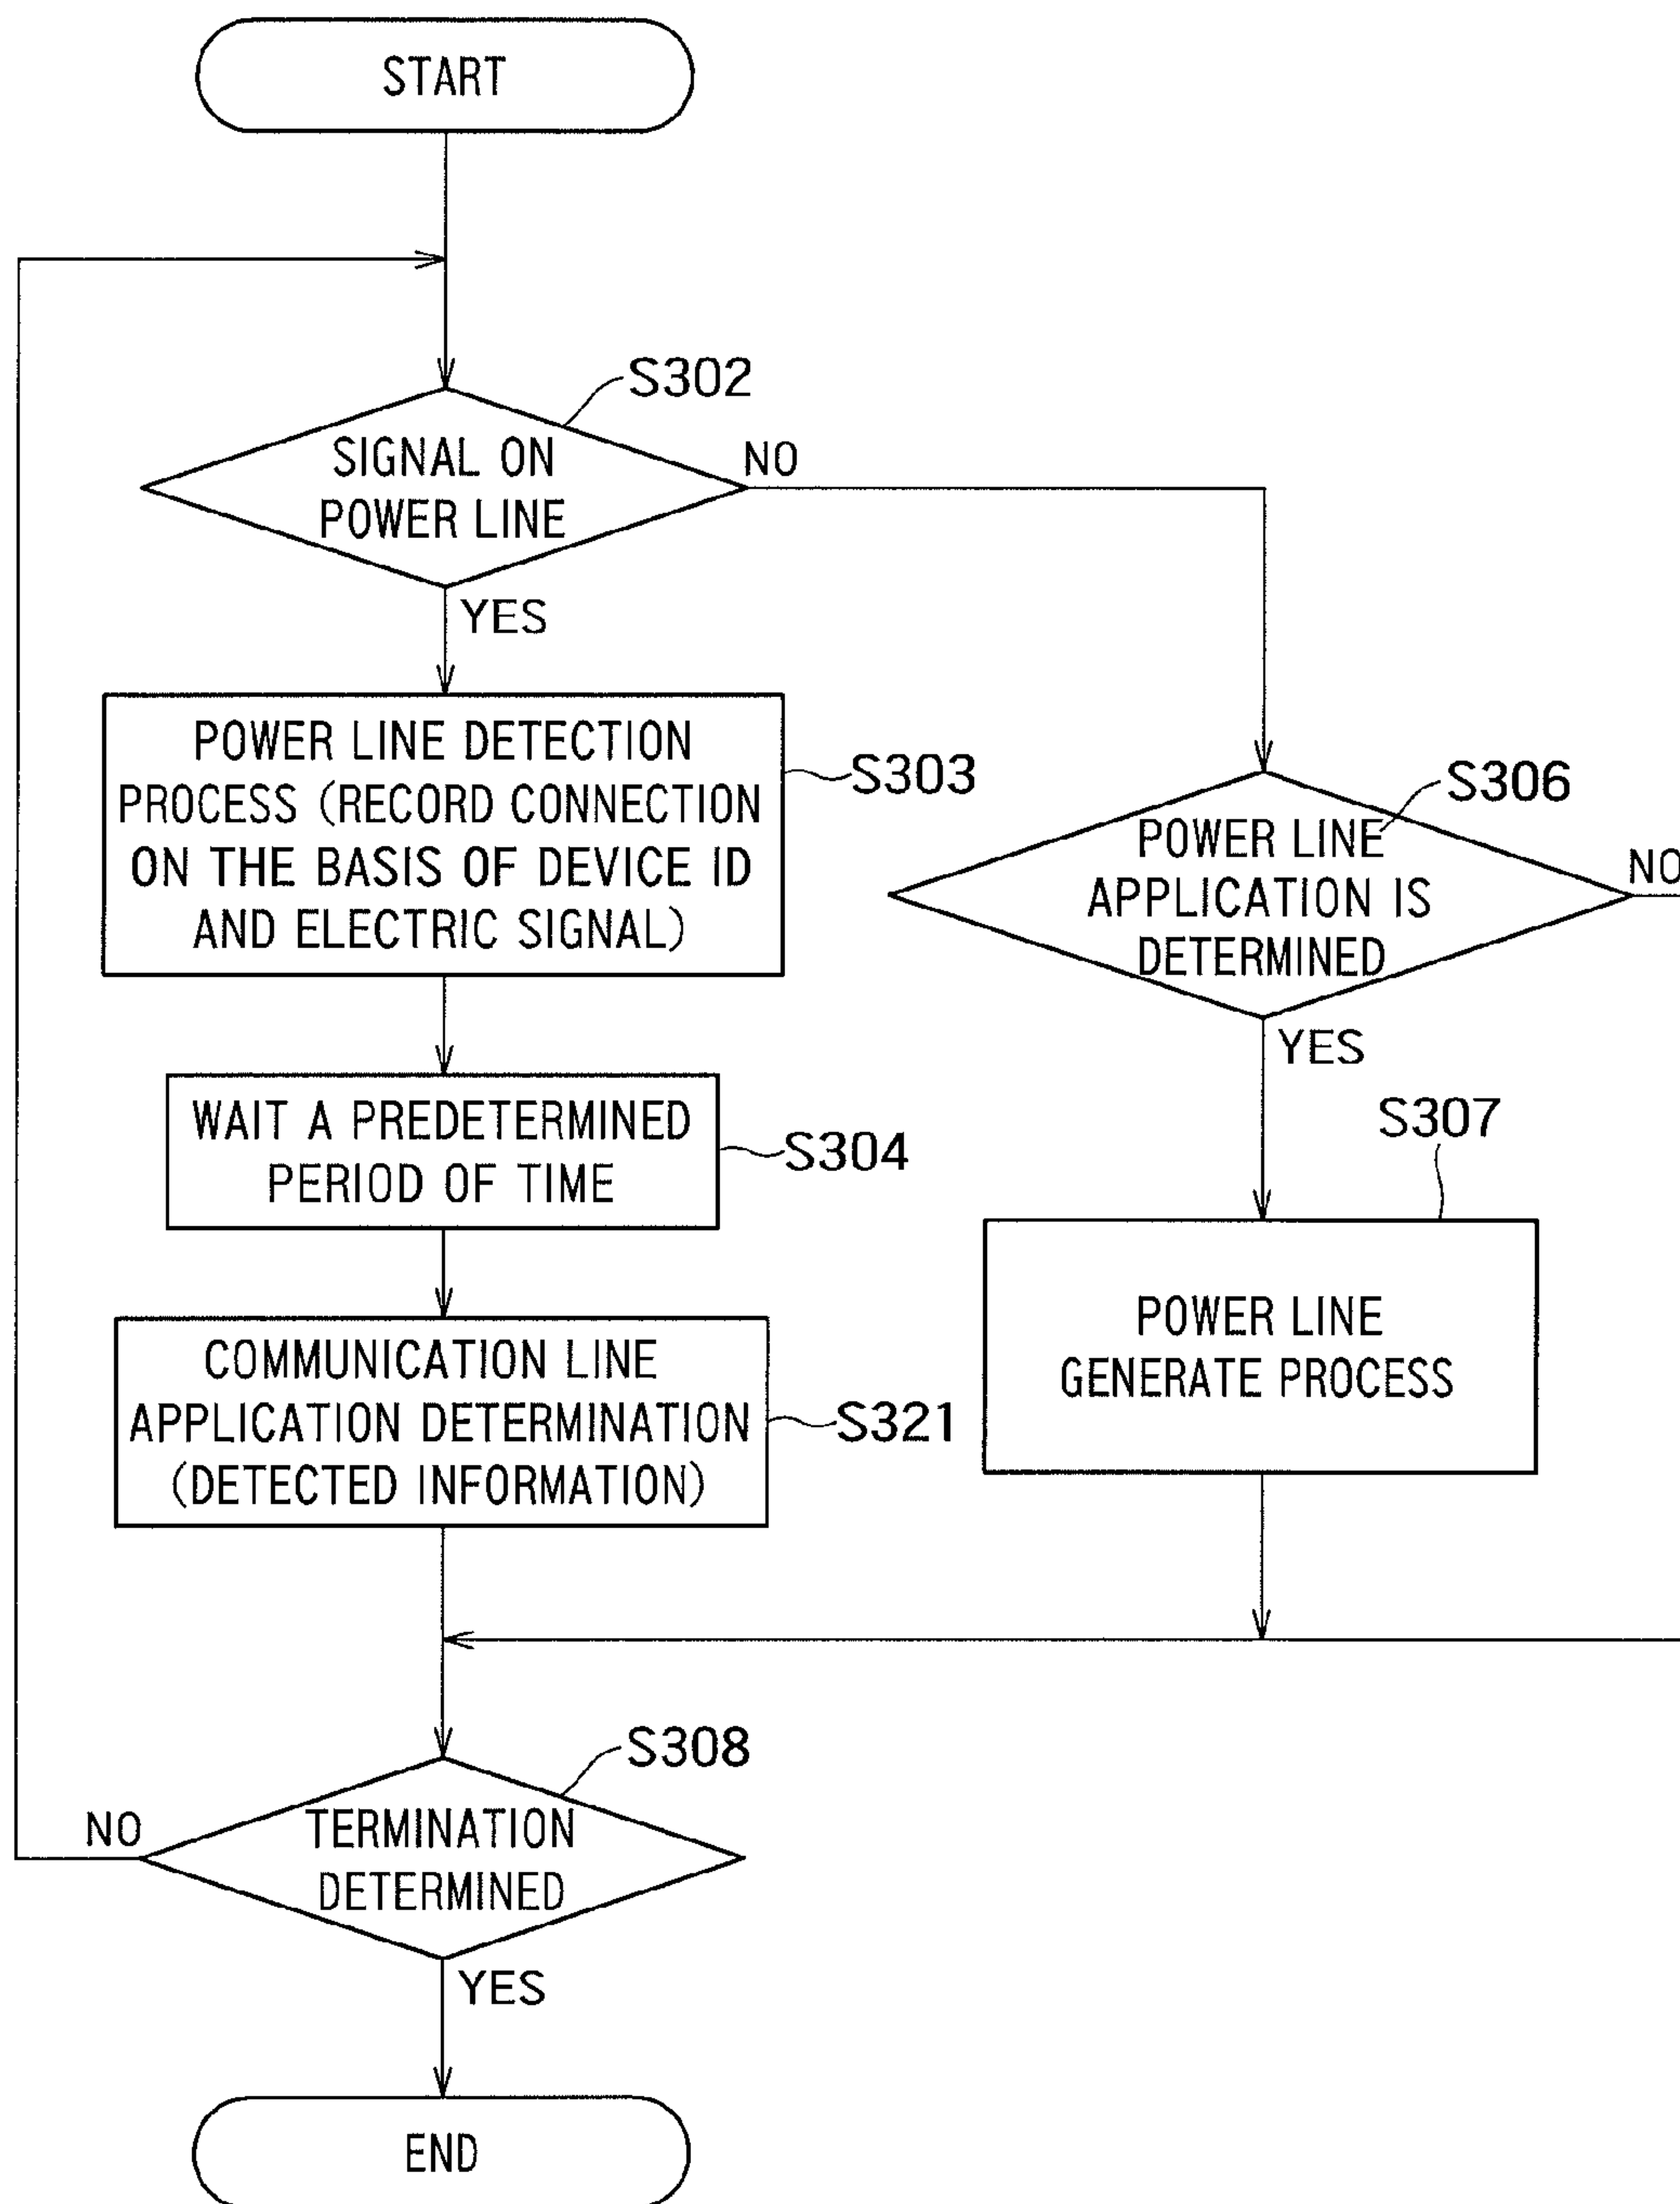 START
S302
SIGNAL ON
POWER LINE
NO
YES
POWER LINE DETECTION
PROCESS (RECORD CONNECTION
ON THE BASIS OF DEVICE ID
AND ELECTRIC SIGNAL)
S303
S306
POWER LINE
APPLICATION IS
DETERMINED
NO
YES
WAIT A PREDETERMINED
PERIOD OF TIME
S304
S307
POWER LINE
GENERATE PROCESS
COMMUNICATION LINE
APPLICATION DETERMINATION
(DETECTED INFORMATION)
S321
S308
TERMINATION
DETERMINED
NO
YES
END